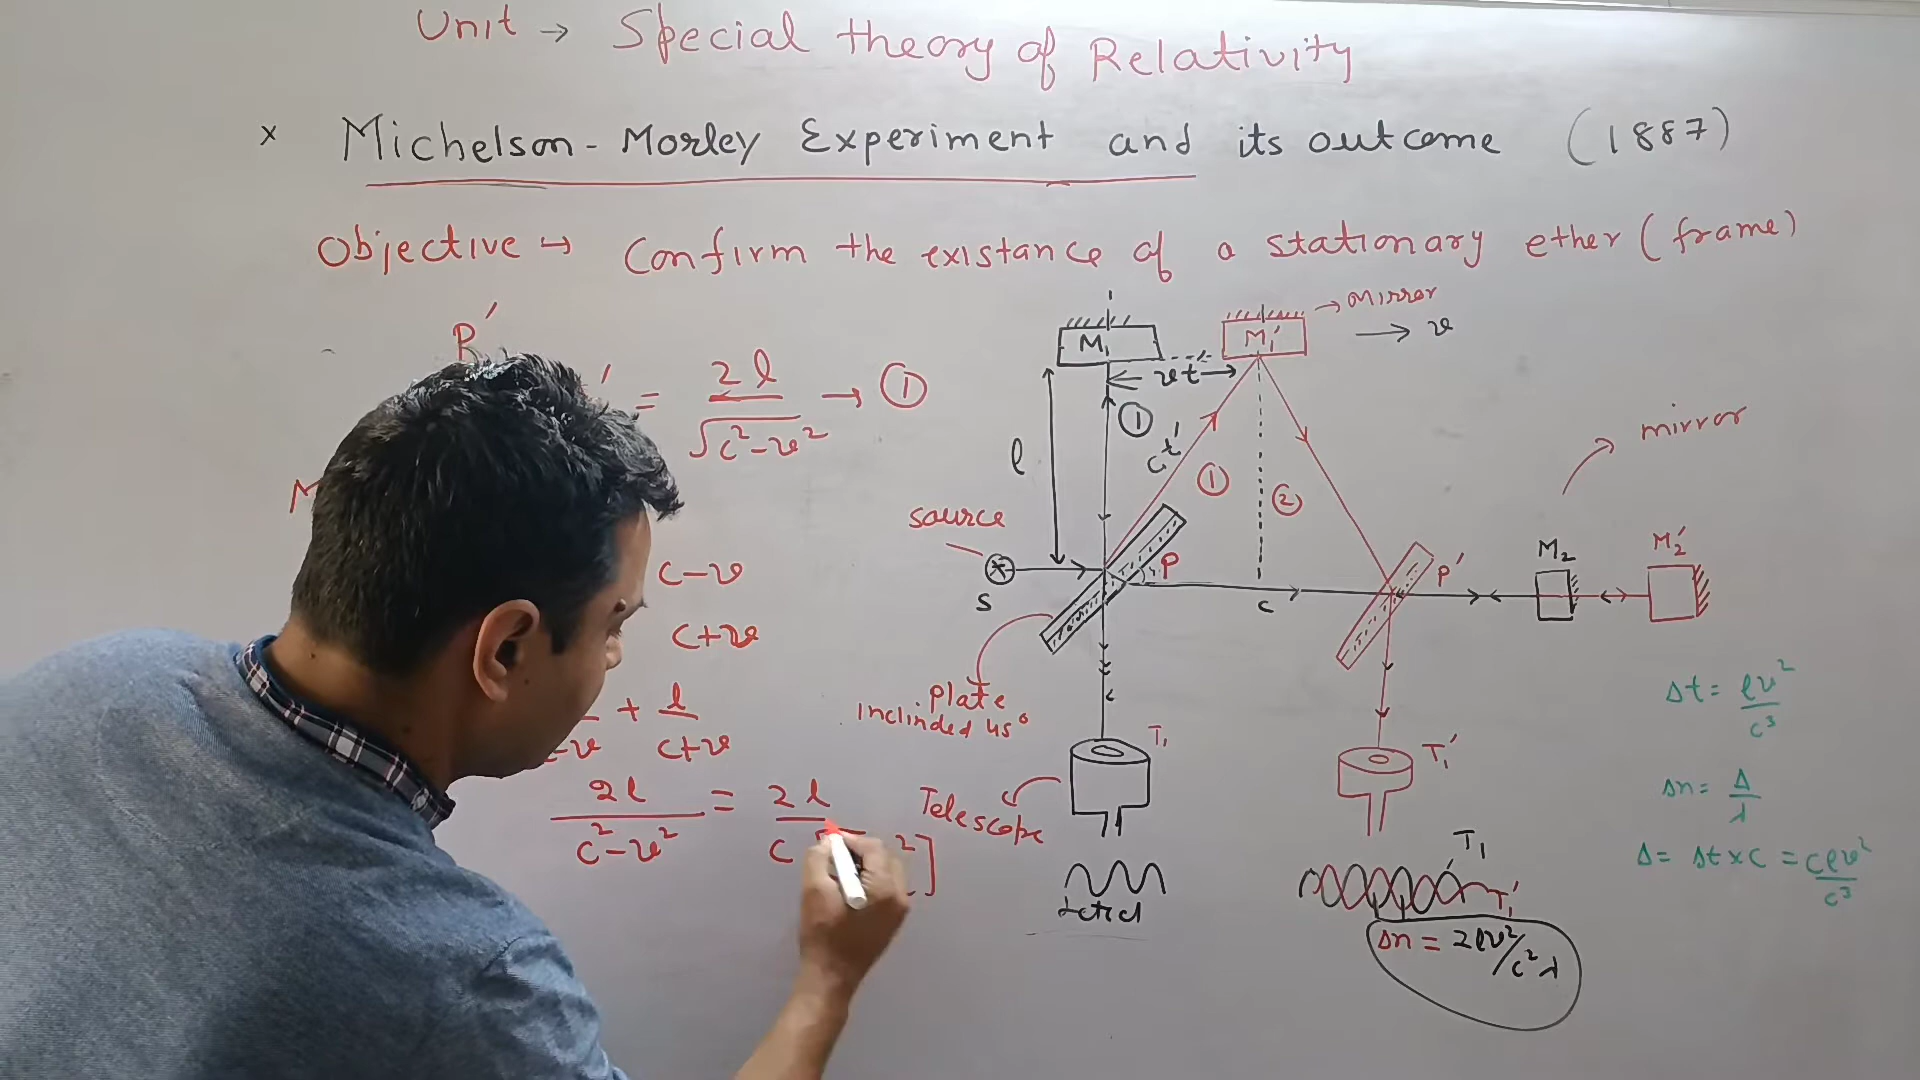 Unit → Special theory of Relativity
x Michelson-Morley Experiment and its outcome (1887)
Objective ↦ Confirm the existance of a stationary ether (frame)
P'
' = 2l / √c²-v² → ①
M
c-v
c+v
-v + l / c+v
2l / c²-v² = 2l / c
² ]
M₁
M₁'
→ mirror
→ v
vt
①
ct'
①
②
l
source
S
P
c
P'
mirror
M₂
M₂'
plate
Inclinded 45°
T₁
Telescope
T₁'
T₁
T₁'
Δn = 2lv²/c²λ
Δt = lv² / c³
Δn = Δ / λ
Δ = Δt x c = clv² / c³